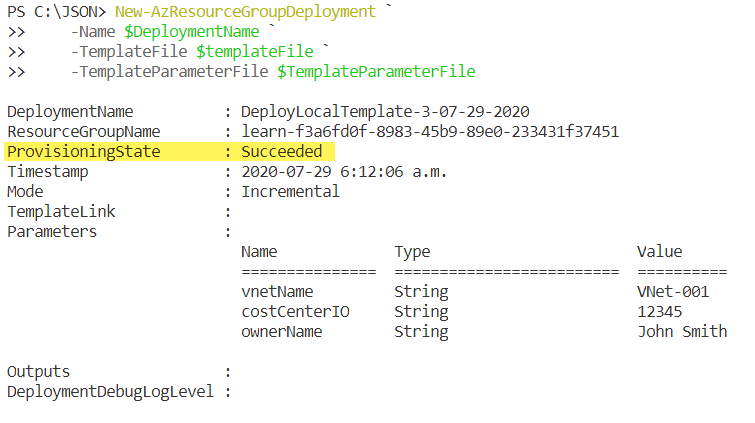 PS C:\JSON> New-AzResourceGroupDeployment `
>>     -Name $DeploymentName `
>>     -TemplateFile $templateFile `
>>     -TemplateParameterFile $TemplateParameterFile
DeploymentName          : DeployLocalTemplate-3-07-29-2020
ResourceGroupName       : learn-f3a6fd0f-8983-45b9-89e0-233431f37451
ProvisioningState       : Succeeded
Timestamp               : 2020-07-29 6:12:06 a.m.
Mode                    : Incremental
TemplateLink            :
Parameters              :
                          Name             Type                       Value
                          ===============  =========================  ==========
                          vnetName         String                     VNet-001
                          costCenterIO     String                     12345
                          ownerName        String                     John Smith
Outputs                 :
DeploymentDebugLogLevel :